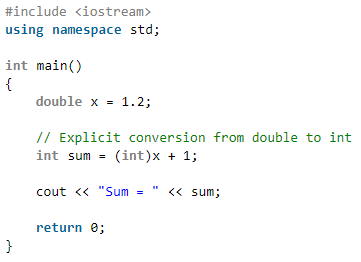 #include <iostream>
using namespace std;
int main()
{
double x = 1.2;
// Explicit conversion from double to int
int sum = (int)x + 1;
cout << "Sum = " << sum;
return 0;
}